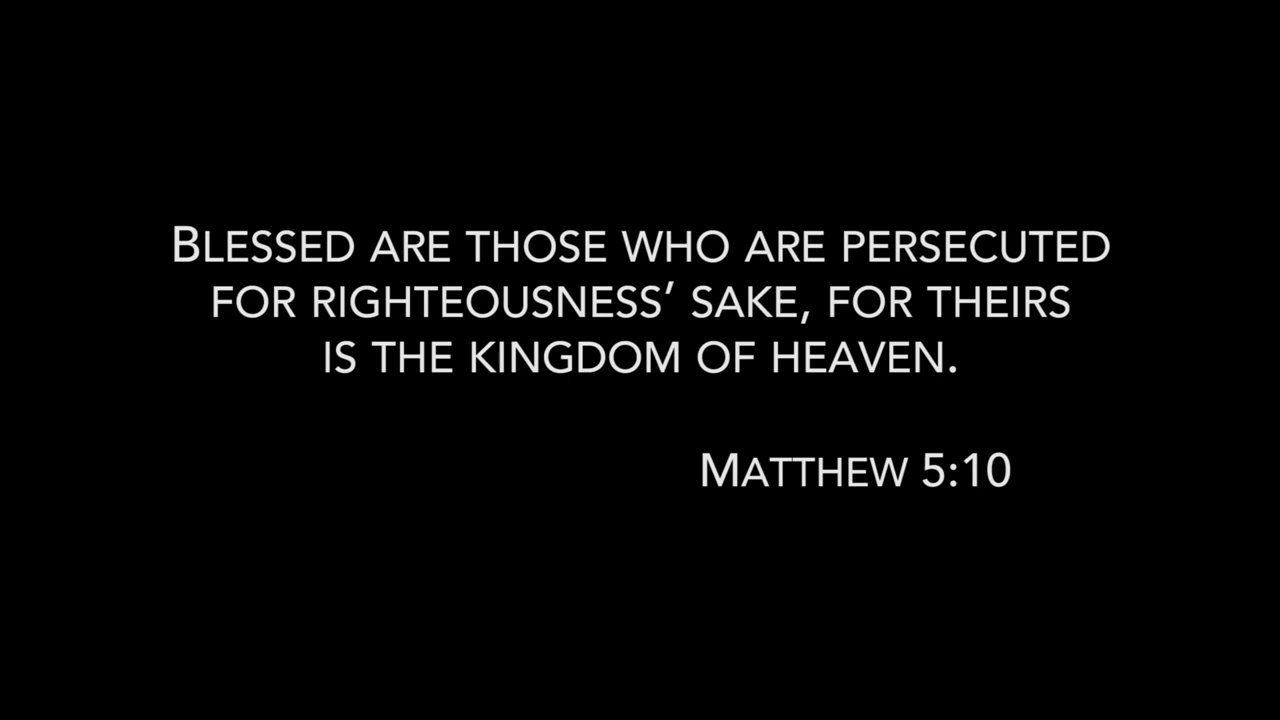 Blessed are those who are persecuted
for righteousness‘ sake, for theirs
is the kingdom of heaven.
Matthew 5:10